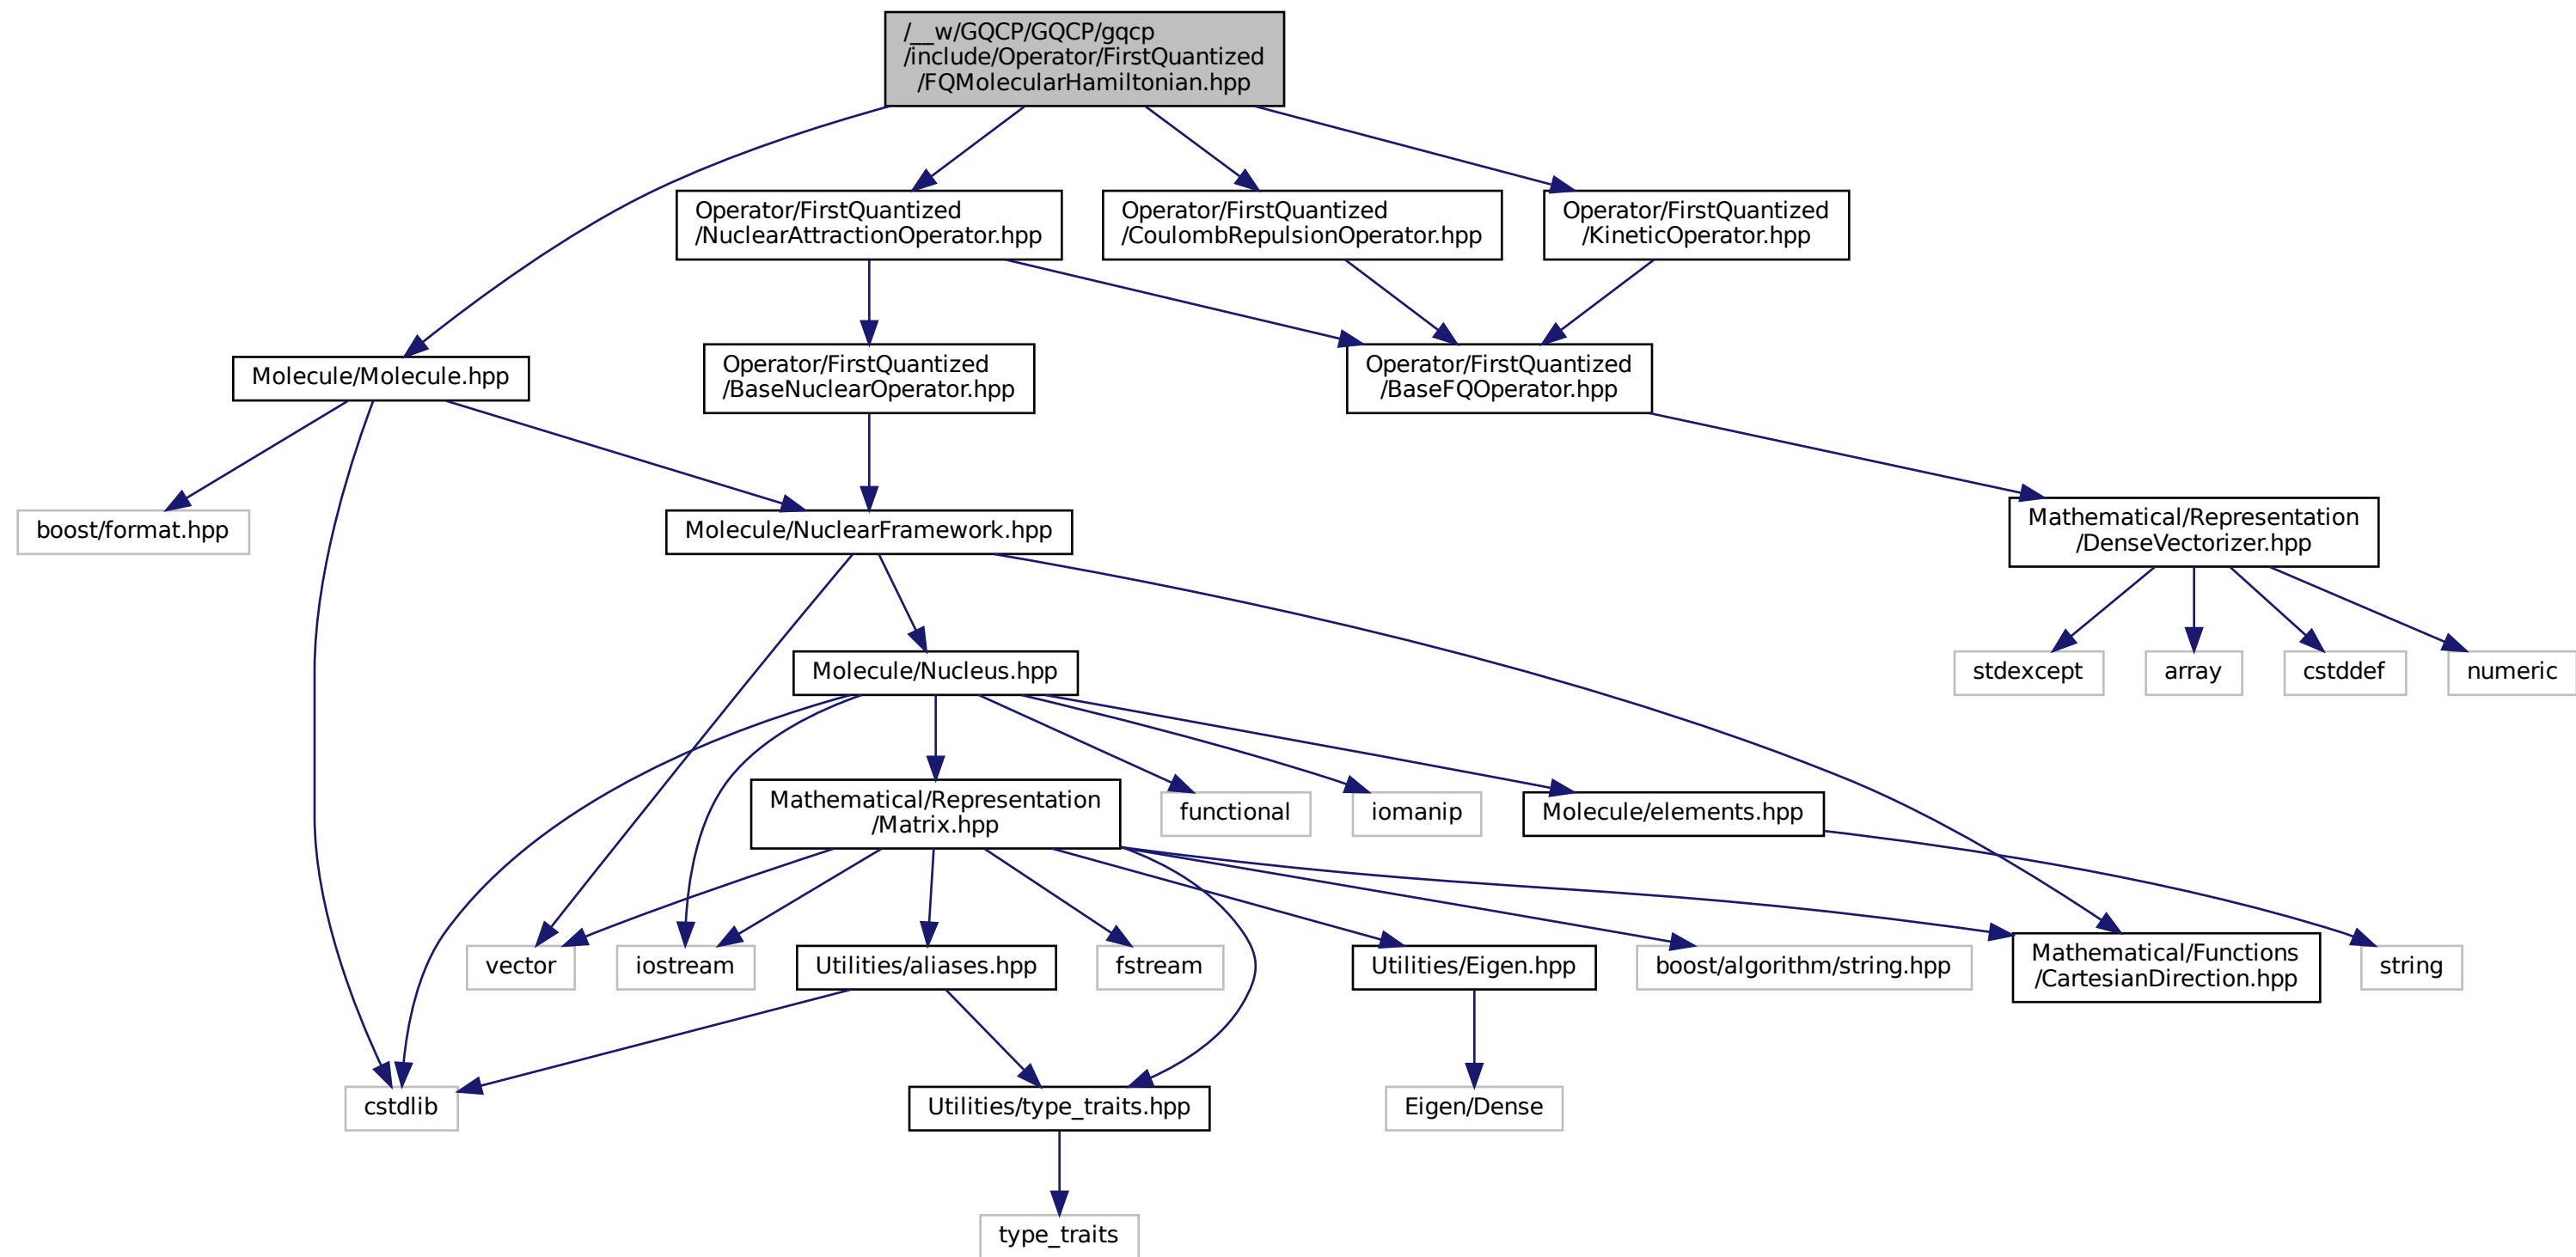 /__w/GQCP/GQCP/gqcp
/include/Operator/FirstQuantized
/FQMolecularHamiltonian.hpp
Operator/FirstQuantized
/NuclearAttractionOperator.hpp
Operator/FirstQuantized
/CoulombRepulsionOperator.hpp
Operator/FirstQuantized
/KineticOperator.hpp
Molecule/Molecule.hpp
Operator/FirstQuantized
/BaseNuclearOperator.hpp
Operator/FirstQuantized
/BaseFQOperator.hpp
boost/format.hpp
Molecule/NuclearFramework.hpp
Mathematical/Representation
/DenseVectorizer.hpp
Molecule/Nucleus.hpp
stdexcept
array
cstddef
numeric
Mathematical/Representation
/Matrix.hpp
functional
iomanip
Molecule/elements.hpp
vector
iostream
Utilities/aliases.hpp
fstream
Utilities/Eigen.hpp
boost/algorithm/string.hpp
Mathematical/Functions
/CartesianDirection.hpp
string
cstdlib
Utilities/type_traits.hpp
Eigen/Dense
type_traits